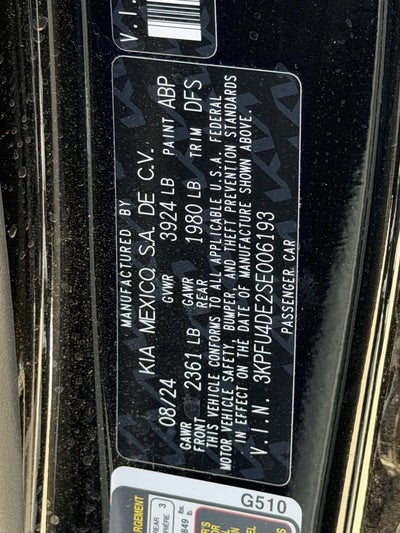 V.I.
MANUFACTURED BY
KIA MEXICO, S.A. DE C.V.
08/24 GVWR 3924 LB PAINT ABP
GAWR FRONT 2361 LB GAWR REAR 1980 LB TRIM DFS
THIS VEHICLE CONFORMS TO ALL APPLICABLE U.S.A. FEDERAL
MOTOR VEHICLE SAFETY, BUMPER, AND THEFT PREVENTION STANDARDS
IN EFFECT ON THE DATE OF MANUFACTURE SHOWN ABOVE.
V.I.N. 3KPFU4DE2SE006193
PASSENGER CAR
G510
REAR 3